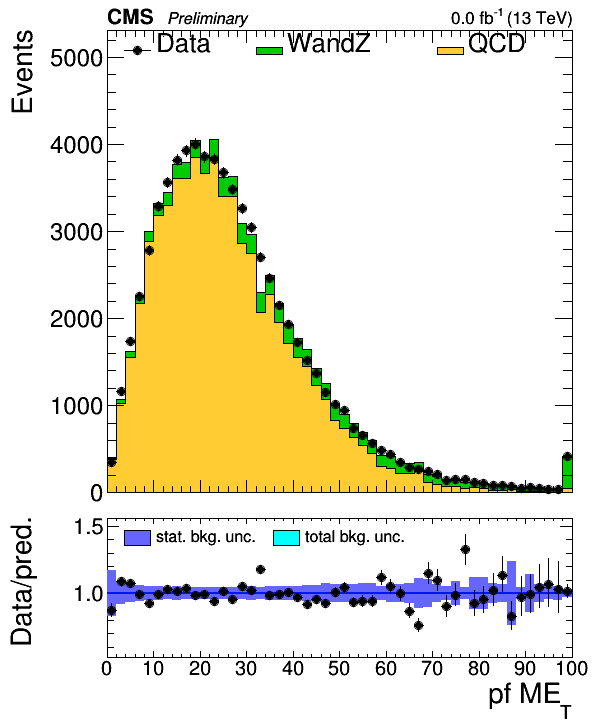 CMS Preliminary 0.0 fb⁻¹ (13 TeV)
Events
Data WandZ QCD
5000
4000
3000
2000
1000
0
Data/pred.
1.5
1.0
stat. bkg. unc. total bkg. unc.
0 10 20 30 40 50 60 70 80 90 100
pf ME_T